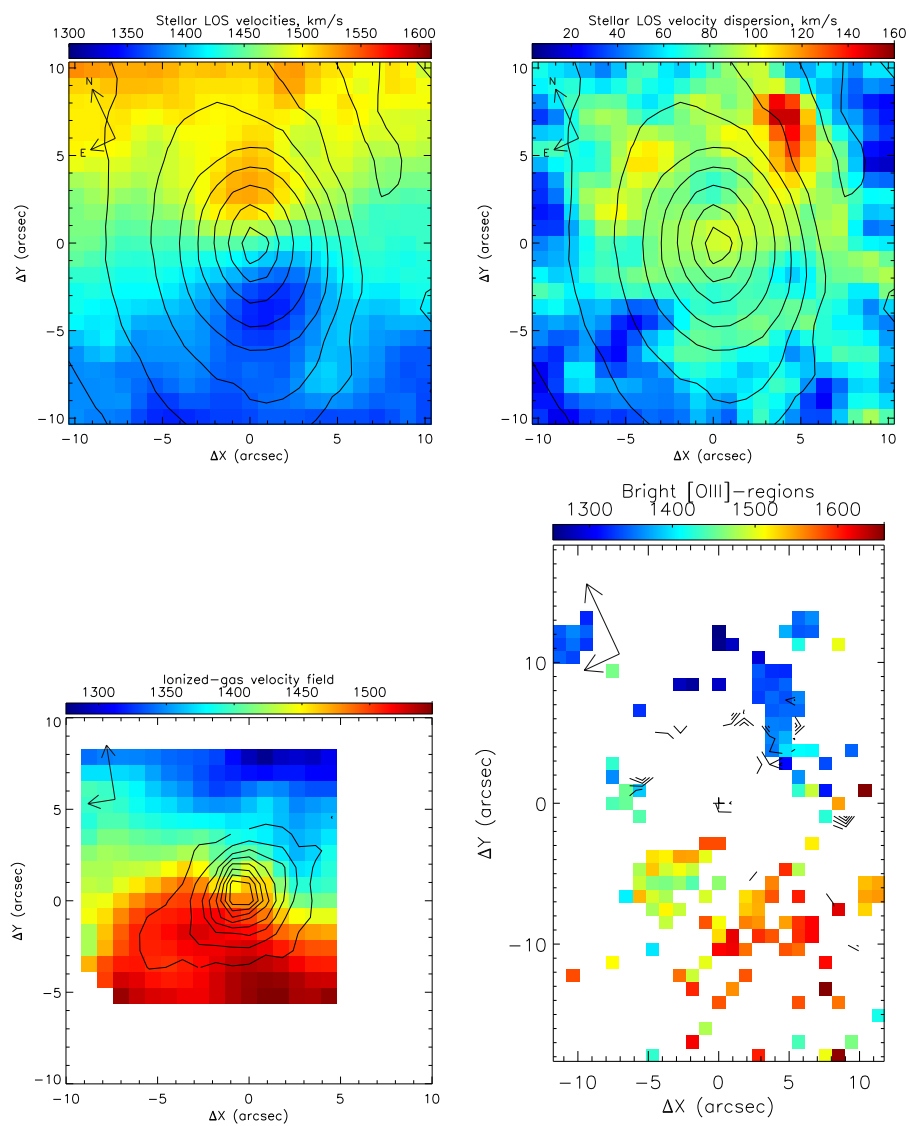 Stellar LOS velocities, km/s
1300 1350 1400 1450 1500 1550 1600
10
5
0
−5
−10
N
E
ΔY (arcsec)
−10 −5 0 5 10
ΔX (arcsec)
Stellar LOS velocity dispersion, km/s
20 40 60 80 100 120 140 160
10
5
0
−5
−10
N
E
ΔY (arcsec)
−10 −5 0 5 10
ΔX (arcsec)
Ionized−gas velocity field
1300 1350 1400 1450 1500
10
5
0
−5
−10
ΔY (arcsec)
−10 −5 0 5 10
ΔX (arcsec)
Bright [OIII]−regions
1300 1400 1500 1600
10
0
−10
ΔY (arcsec)
−10 −5 0 5 10
ΔX (arcsec)